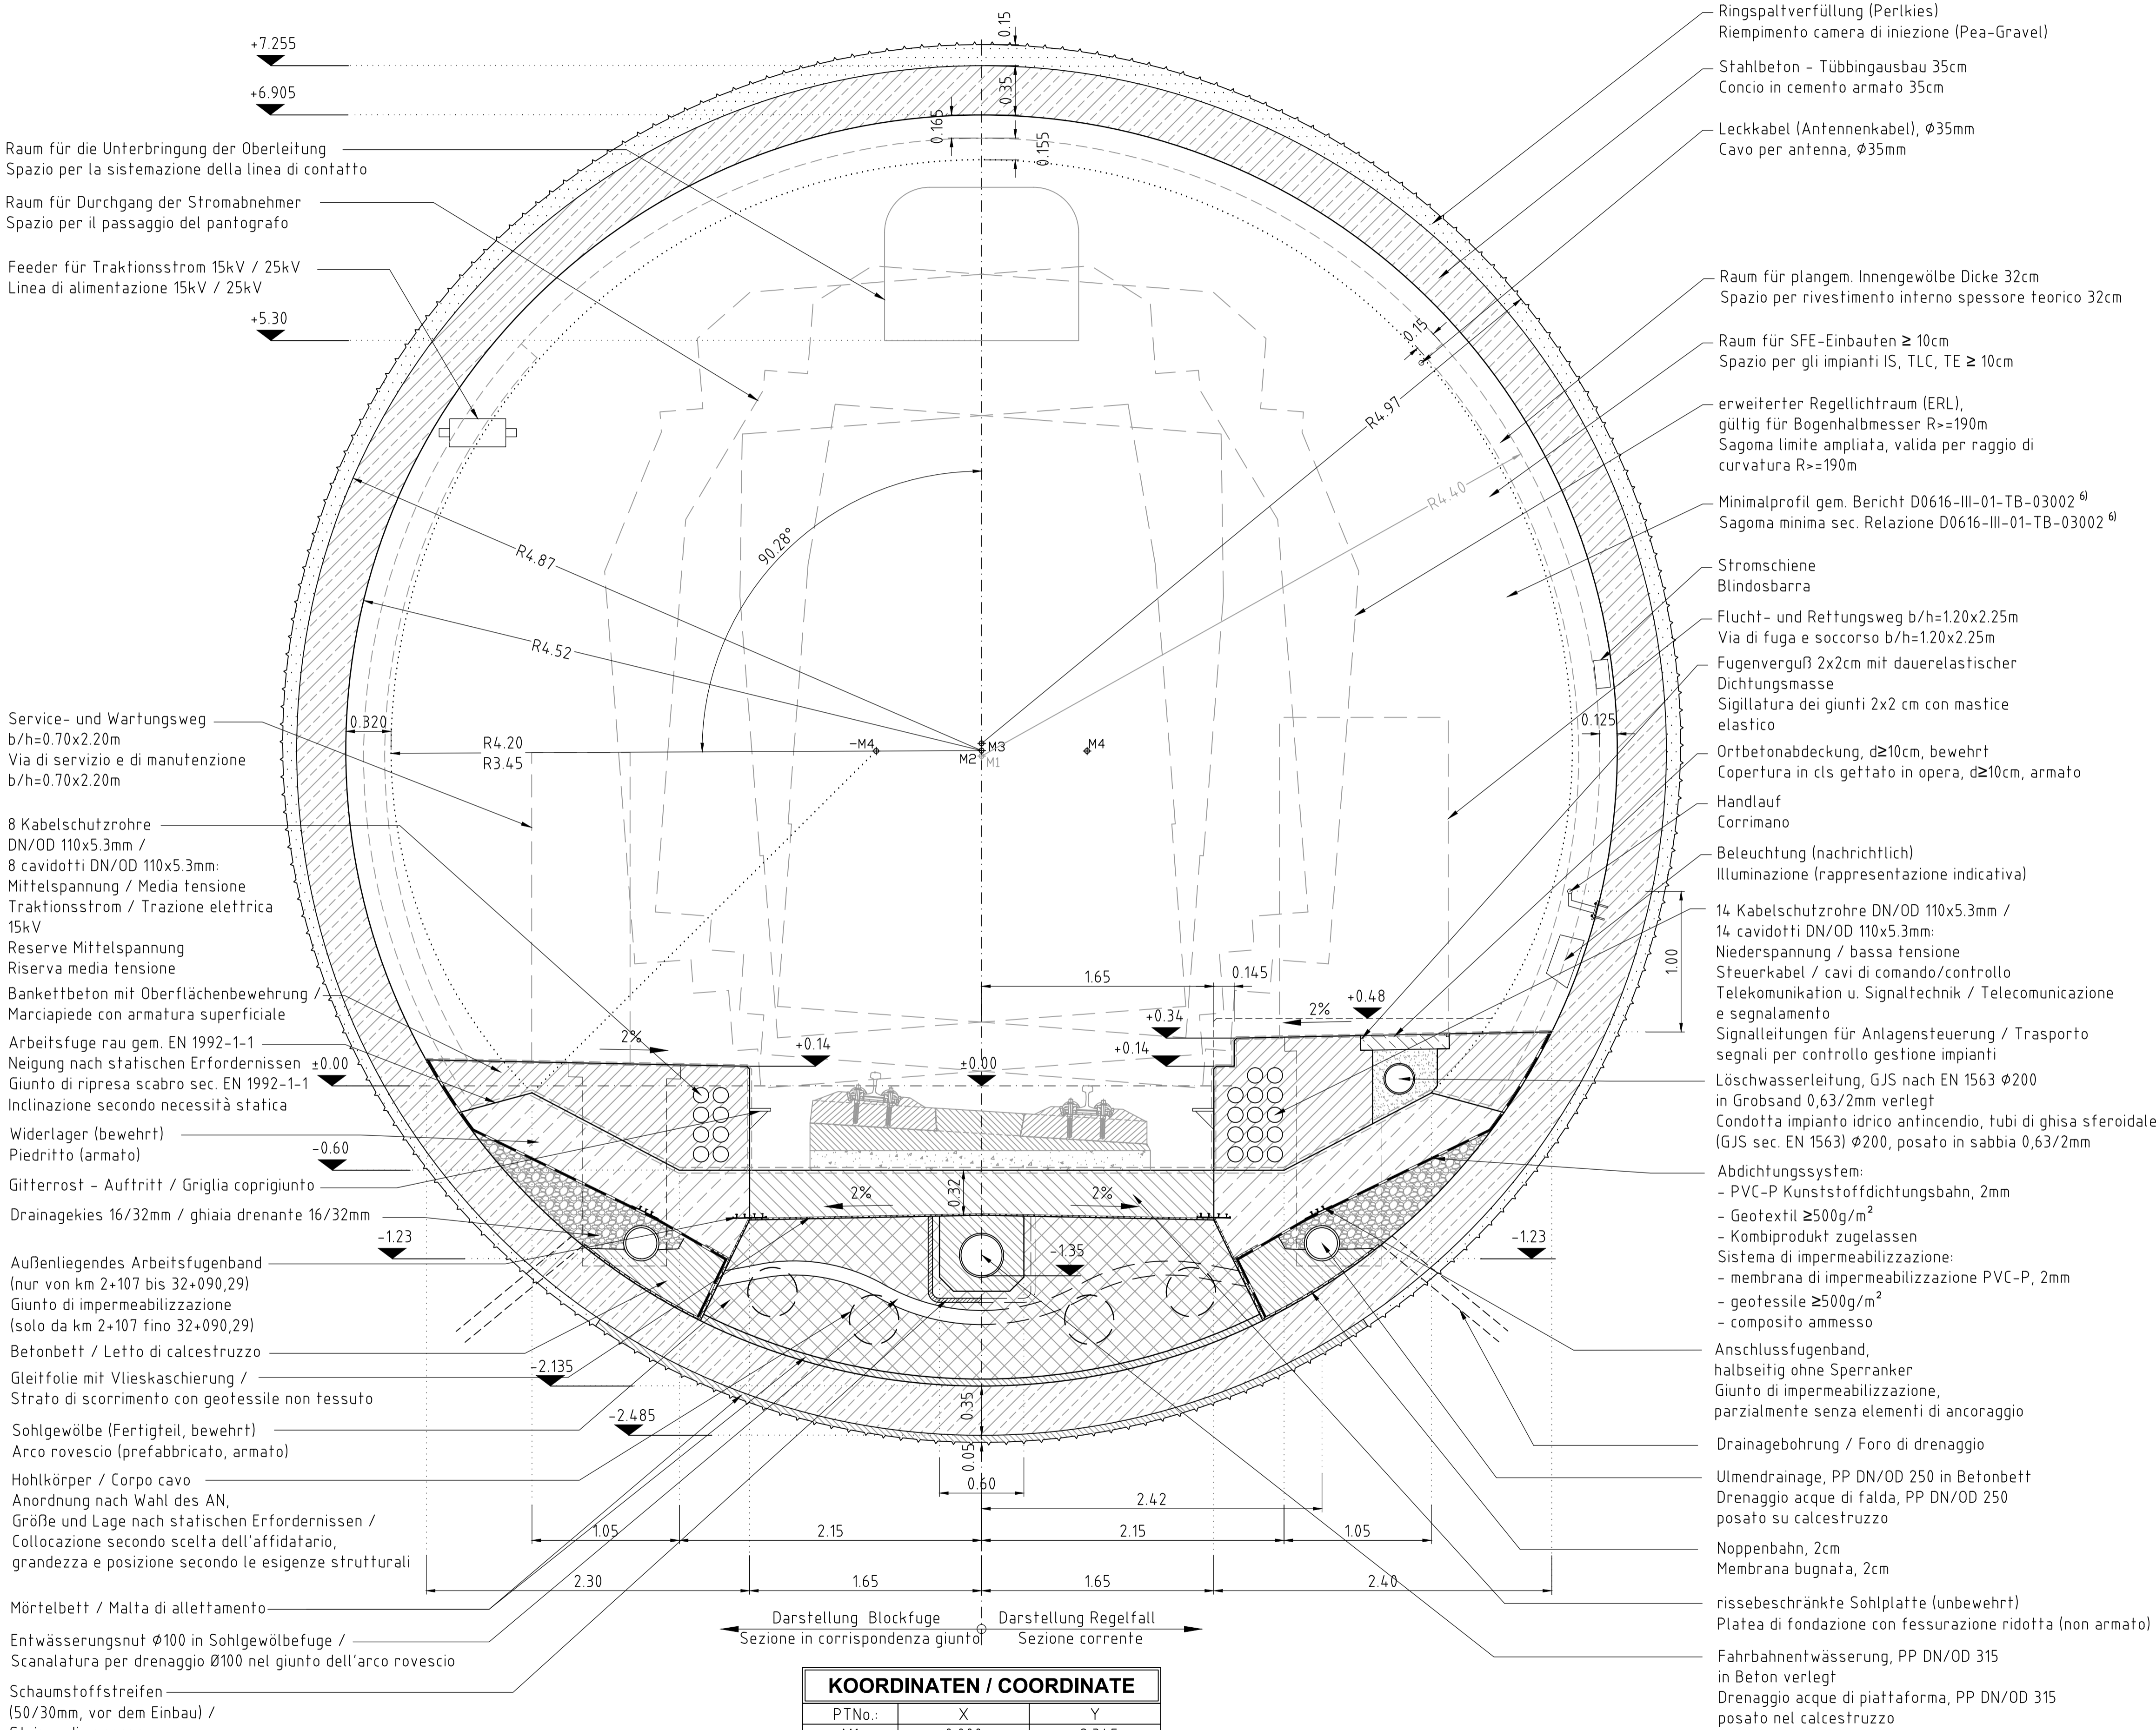 +7.255
+6.905
Raum für die Unterbringung der Oberleitung
Spazio per la sistemazione della linea di contatto
Raum für Durchgang der Stromabnehmer
Spazio per il passaggio del pantografo
Feeder für Traktionsstrom 15kV / 25kV
Linea di alimentazione 15kV / 25kV
+5.30
Service- und Wartungsweg
b/h=0.70x2.20m
Via di servizio e di manutenzione
b/h=0.70x2.20m
8 Kabelschutzrohre
DN/OD 110x5.3mm /
8 cavidotti DN/OD 110x5.3mm:
Mittelspannung / Media tensione
Traktionsstrom / Trazione elettrica
15kV
Reserve Mittelspannung
Riserva media tensione
Bankettbeton mit Oberflächenbewehrung /
Marciapiede con armatura superficiale
Arbeitsfuge rau gem. EN 1992-1-1
Neigung nach statischen Erfordernissen
Giunto di ripresa scabro sec. EN 1992-1-1
Inclinazione secondo necessità statica
±0.00
Widerlager (bewehrt)
Piedritto (armato)
-0.60
Gitterrost - Auftritt / Griglia coprigiunto
Drainagekies 16/32mm / ghiaia drenante 16/32mm
-1.23
Außenliegendes Arbeitsfugenband
(nur von km 2+107 bis 32+090,29)
Giunto di impermeabilizzazione
(solo da km 2+107 fino 32+090,29)
Betonbett / Letto di calcestruzzo
Gleitfolie mit Vlieskaschierung /
Strato di scorrimento con geotessile non tessuto
-2.135
Sohlgewölbe (Fertigteil, bewehrt)
Arco rovescio (prefabbricato, armato)
-2.485
Hohlkörper / Corpo cavo
Anordnung nach Wahl des AN,
Größe und Lage nach statischen Erfordernissen /
Collocazione secondo scelta dell'affidatario,
grandezza e posizione secondo le esigenze strutturali
Mörtelbett / Malta di allettamento
Entwässerungsnut ϕ100 in Sohlgewölbefuge /
Scanalatura per drenaggio Ø100 nel giunto dell'arco rovescio
Schaumstoffstreifen
(50/30mm, vor dem Einbau) /
0.15
0.35
0.165
0.155
0.15
R4.97
R4.40
R4.87
R4.52
90.28°
0.320
R4.20
R3.45
-M4
M3
M2
M1
M4
0.125
1.00
1.65
0.145
+0.48
2%
+0.34
+0.14
2%
+0.14
±0.00
0.32
2%
2%
-1.35
-1.23
0.35
0.05
0.60
2.42
1.05
2.15
2.15
1.05
2.30
1.65
1.65
2.40
Darstellung Blockfuge
Sezione in corrispondenza giunto
Darstellung Regelfall
Sezione corrente
KOORDINATEN / COORDINATE
PTNo.: X Y
Ringspaltverfüllung (Perlkies)
Riempimento camera di iniezione (Pea-Gravel)
Stahlbeton - Tübbingausbau 35cm
Concio in cemento armato 35cm
Leckkabel (Antennenkabel), ϕ35mm
Cavo per antenna, ϕ35mm
Raum für plangem. Innengewölbe Dicke 32cm
Spazio per rivestimento interno spessore teorico 32cm
Raum für SFE-Einbauten ≥ 10cm
Spazio per gli impianti IS, TLC, TE ≥ 10cm
erweiterter Regellichtraum (ERL),
gültig für Bogenhalbmesser R>=190m
Sagoma limite ampliata, valida per raggio di
curvatura R>=190m
Minimalprofil gem. Bericht D0616-III-01-TB-03002 6)
Sagoma minima sec. Relazione D0616-III-01-TB-03002 6)
Stromschiene
Blindosbarra
Flucht- und Rettungsweg b/h=1.20x2.25m
Via di fuga e soccorso b/h=1.20x2.25m
Fugenverguß 2x2cm mit dauerelastischer
Dichtungsmasse
Sigillatura dei giunti 2x2 cm con mastice
elastico
Ortbetonabdeckung, d≥10cm, bewehrt
Copertura in cls gettato in opera, d≥10cm, armato
Handlauf
Corrimano
Beleuchtung (nachrichtlich)
Illuminazione (rappresentazione indicativa)
14 Kabelschutzrohre DN/OD 110x5.3mm /
14 cavidotti DN/OD 110x5.3mm:
Niederspannung / bassa tensione
Steuerkabel / cavi di comando/controllo
Telekomunikation u. Signaltechnik / Telecomunicazione
e segnalamento
Signalleitungen für Anlagensteuerung / Trasporto
segnali per controllo gestione impianti
Löschwasserleitung, GJS nach EN 1563 ϕ200
in Grobsand 0,63/2mm verlegt
Condotta impianto idrico antincendio, tubi di ghisa sferoidale
(GJS sec. EN 1563) ϕ200, posato in sabbia 0,63/2mm
Abdichtungssystem:
- PVC-P Kunststoffdichtungsbahn, 2mm
- Geotextil ≥500g/m²
- Kombiprodukt zugelassen
Sistema di impermeabilizzazione:
- membrana di impermeabilizzazione PVC-P, 2mm
- geotessile ≥500g/m²
- composito ammesso
Anschlussfugenband,
halbseitig ohne Sperranker
Giunto di impermeabilizzazione,
parzialmente senza elementi di ancoraggio
Drainagebohrung / Foro di drenaggio
Ulmendrainage, PP DN/OD 250 in Betonbett
Drenaggio acque di falda, PP DN/OD 250
posato su calcestruzzo
Noppenbahn, 2cm
Membrana bugnata, 2cm
rissebeschränkte Sohlplatte (unbewehrt)
Platea di fondazione con fessurazione ridotta (non armato)
Fahrbahnentwässerung, PP DN/OD 315
in Beton verlegt
Drenaggio acque di piattaforma, PP DN/OD 315
posato nel calcestruzzo